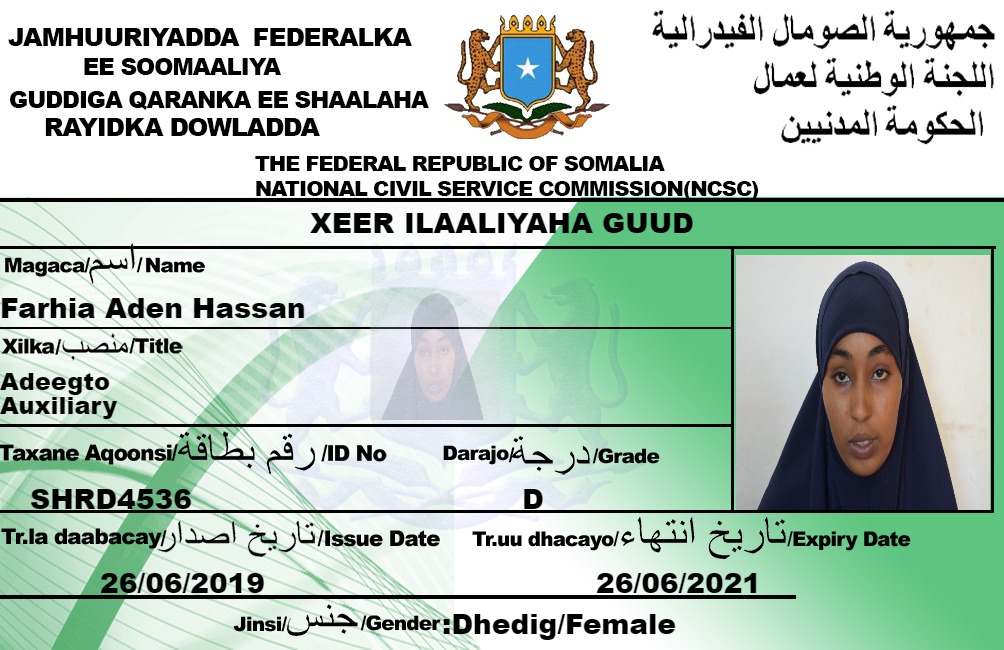 JAMHUURIYADDA FEDERALKA
EE SOOMAALIYA
GUDDIGA QARANKA EE SHAALAHA
RAYIDKA DOWLADDA
جمهورية الصومال الفيدرالية
اللجنة الوطنية لعمال
الحكومة المدنيين
THE FEDERAL REPUBLIC OF SOMALIA
NATIONAL CIVIL SERVICE COMMISSION(NCSC)
XEER ILAALIYAHA GUUD
Magaca/أسم/Name
Farhia Aden Hassan
Xilka/منصب/Title
Adeegto
Auxiliary
Taxane Aqoonsi/رقم بطاقة/ID No Darajo/درجة/Grade
SHRD4536 D
Tr.la daabacay/تاريخ اصدار/Issue Date Tr.uu dhacayo/تاريخ انتهاء/Expiry Date
26/06/2019 26/06/2021
Jinsi/جنس/Gender:Dhedig/Female